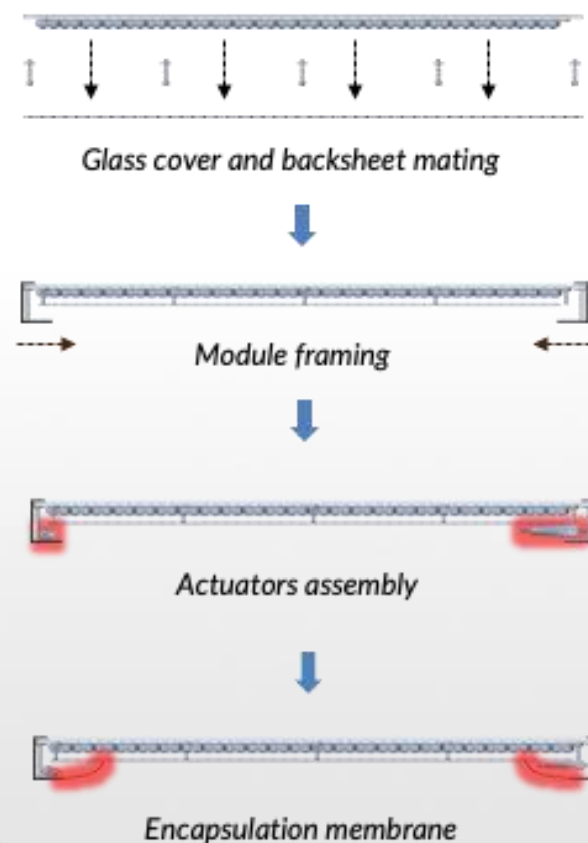 Glass cover and backsheet mating
Module framing
Actuators assembly
Encapsulation membrane